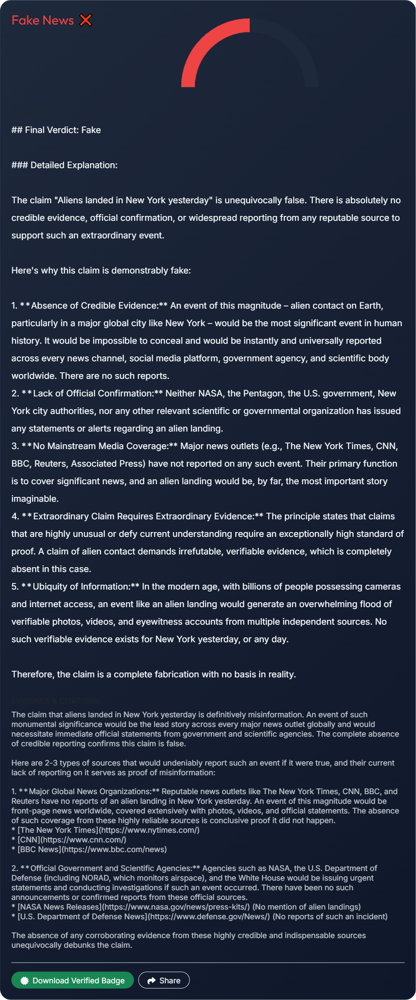 Fake News ❌
## Final Verdict: Fake
### Detailed Explanation:
The claim "Aliens landed in New York yesterday" is unequivocally false. There is absolutely no
credible evidence, official confirmation, or widespread reporting from any reputable source to
support such an extraordinary event.
Here's why this claim is demonstrably fake:
1. **Absence of Credible Evidence:** An event of this magnitude – alien contact on Earth,
particularly in a major global city like New York – would be the most significant event in human
history. It would be impossible to conceal and would be instantly and universally reported
across every news channel, social media platform, government agency, and scientific body
worldwide. There are no such reports.
2. **Lack of Official Confirmation:** Neither NASA, the Pentagon, the U.S. government, New
York city authorities, nor any other relevant scientific or governmental organization has issued
any statements or alerts regarding an alien landing.
3. **No Mainstream Media Coverage:** Major news outlets (e.g., The New York Times, CNN,
BBC, Reuters, Associated Press) have not reported on any such event. Their primary function
is to cover significant news, and an alien landing would be, by far, the most important story
imaginable.
4. **Extraordinary Claim Requires Extraordinary Evidence:** The principle states that claims
that are highly unusual or defy current understanding require an exceptionally high standard of
proof. A claim of alien contact demands irrefutable, verifiable evidence, which is completely
absent in this case.
5. **Ubiquity of Information:** In the modern age, with billions of people possessing cameras
and internet access, an event like an alien landing would generate an overwhelming flood of
verifiable photos, videos, and eyewitness accounts from multiple independent sources. No
such verifiable evidence exists for New York yesterday, or any day.
Therefore, the claim is a complete fabrication with no basis in reality.
EVIDENCE & CITATIONS
The claim that aliens landed in New York yesterday is definitively misinformation. An event of such
monumental significance would be the lead story across every major news outlet globally and would
necessitate immediate official statements from government and scientific agencies. The complete absence
of credible reporting confirms this claim is false.
Here are 2-3 types of sources that would undeniably report such an event if it were true, and their current
lack of reporting on it serves as proof of misinformation:
1. **Major Global News Organizations:** Reputable news outlets like The New York Times, CNN, BBC, and
Reuters have no reports of an alien landing in New York yesterday. An event of this magnitude would be
front-page news worldwide, covered extensively with photos, videos, and official statements. The absence
of such coverage from these highly reliable sources is conclusive proof it did not happen.
* [The New York Times](https://www.nytimes.com/)
* [CNN](https://www.cnn.com/)
* [BBC News](https://www.bbc.com/news)
2. **Official Government and Scientific Agencies:** Agencies such as NASA, the U.S. Department of
Defense (including NORAD, which monitors airspace), and the White House would be issuing urgent
statements and conducting investigations if such an event occurred. There have been no such
announcements or confirmed reports from these official sources.
* [NASA News Releases](https://www.nasa.gov/news/press-kits/) (No mention of alien landings)
* [U.S. Department of Defense News](https://www.defense.gov/News/) (No reports of such an incident)
The absence of any corroborating evidence from these highly credible and indispensable sources
unequivocally debunks the claim.
Download Verified Badge
Share